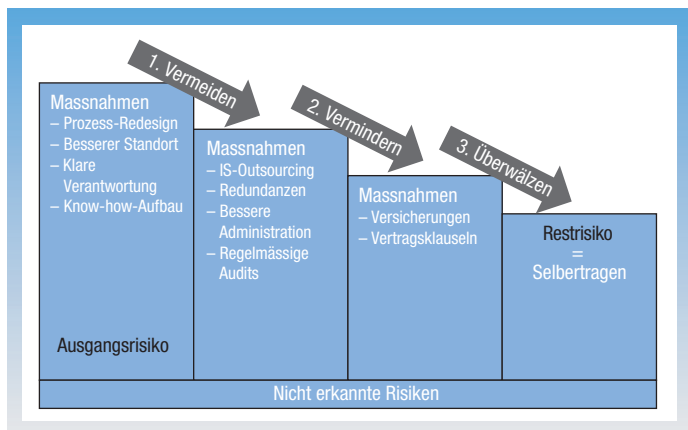 1. Vermeiden
2. Vermindern
3. Überwälzen
Massnahmen
– Prozess-Redesign
– Besserer Standort
– Klare
Verantwortung
– Know-how-Aufbau
Ausgangsrisiko
Massnahmen
– IS-Outsourcing
– Redundanzen
– Bessere
Administration
– Regelmässige
Audits
Massnahmen
– Versicherungen
– Vertragsklauseln
Restrisiko
=
Selbertragen
Nicht erkannte Risiken